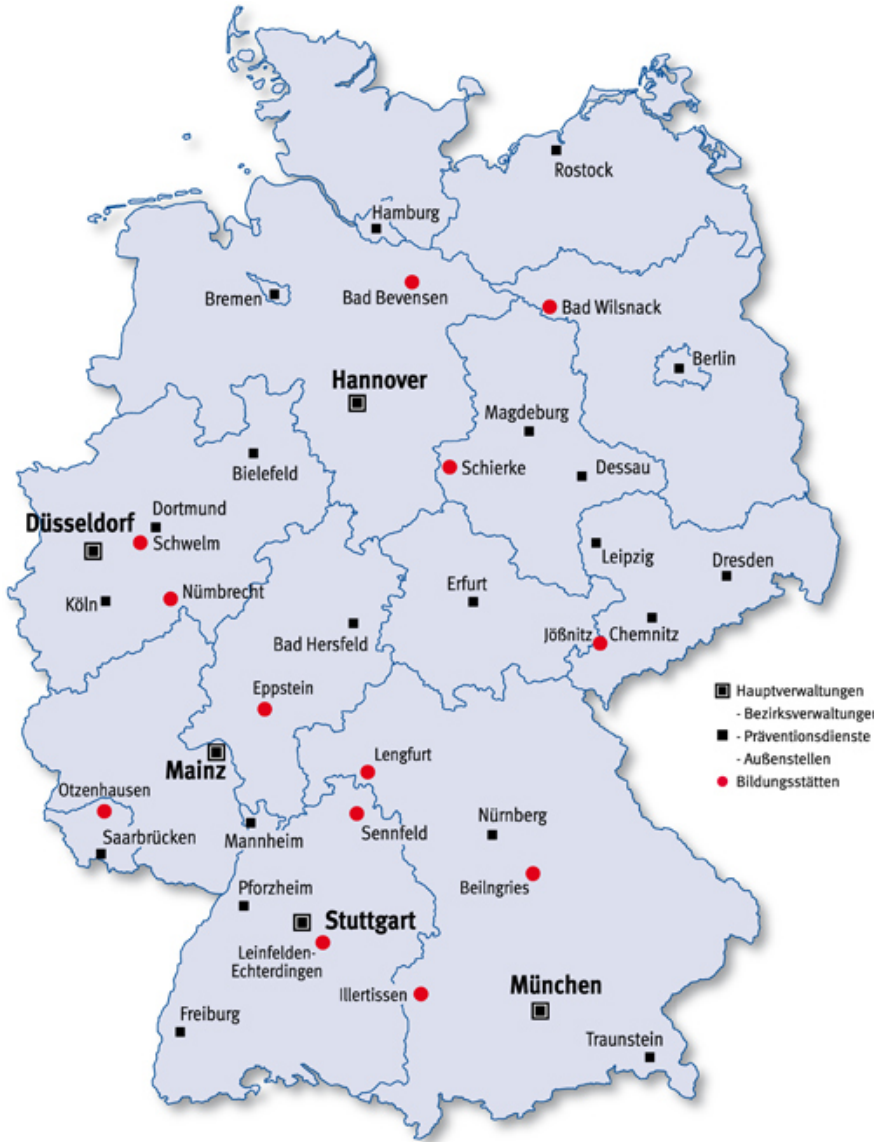 Rostock
Hamburg
Bremen
Bad Bevensen
Bad Wilsnack
Berlin
Hannover
Magdeburg
Bielefeld
Schierke
Dessau
Dortmund
Düsseldorf
Schwelm
Leipzig
Dresden
Erfurt
Nümbrecht
Köln
Bad Hersfeld
Jößnitz
Chemnitz
Eppstein
Hauptverwaltungen
- Bezirksverwaltungen
- Präventionsdienste
- Außenstellen
Bildungsstätten
Mainz
Lengfurt
Otzenhausen
Saarbrücken
Mannheim
Sennfeld
Nürnberg
Pforzheim
Beilngries
Stuttgart
Leinfelden-
Echterdingen
Illertissen
München
Freiburg
Traunstein